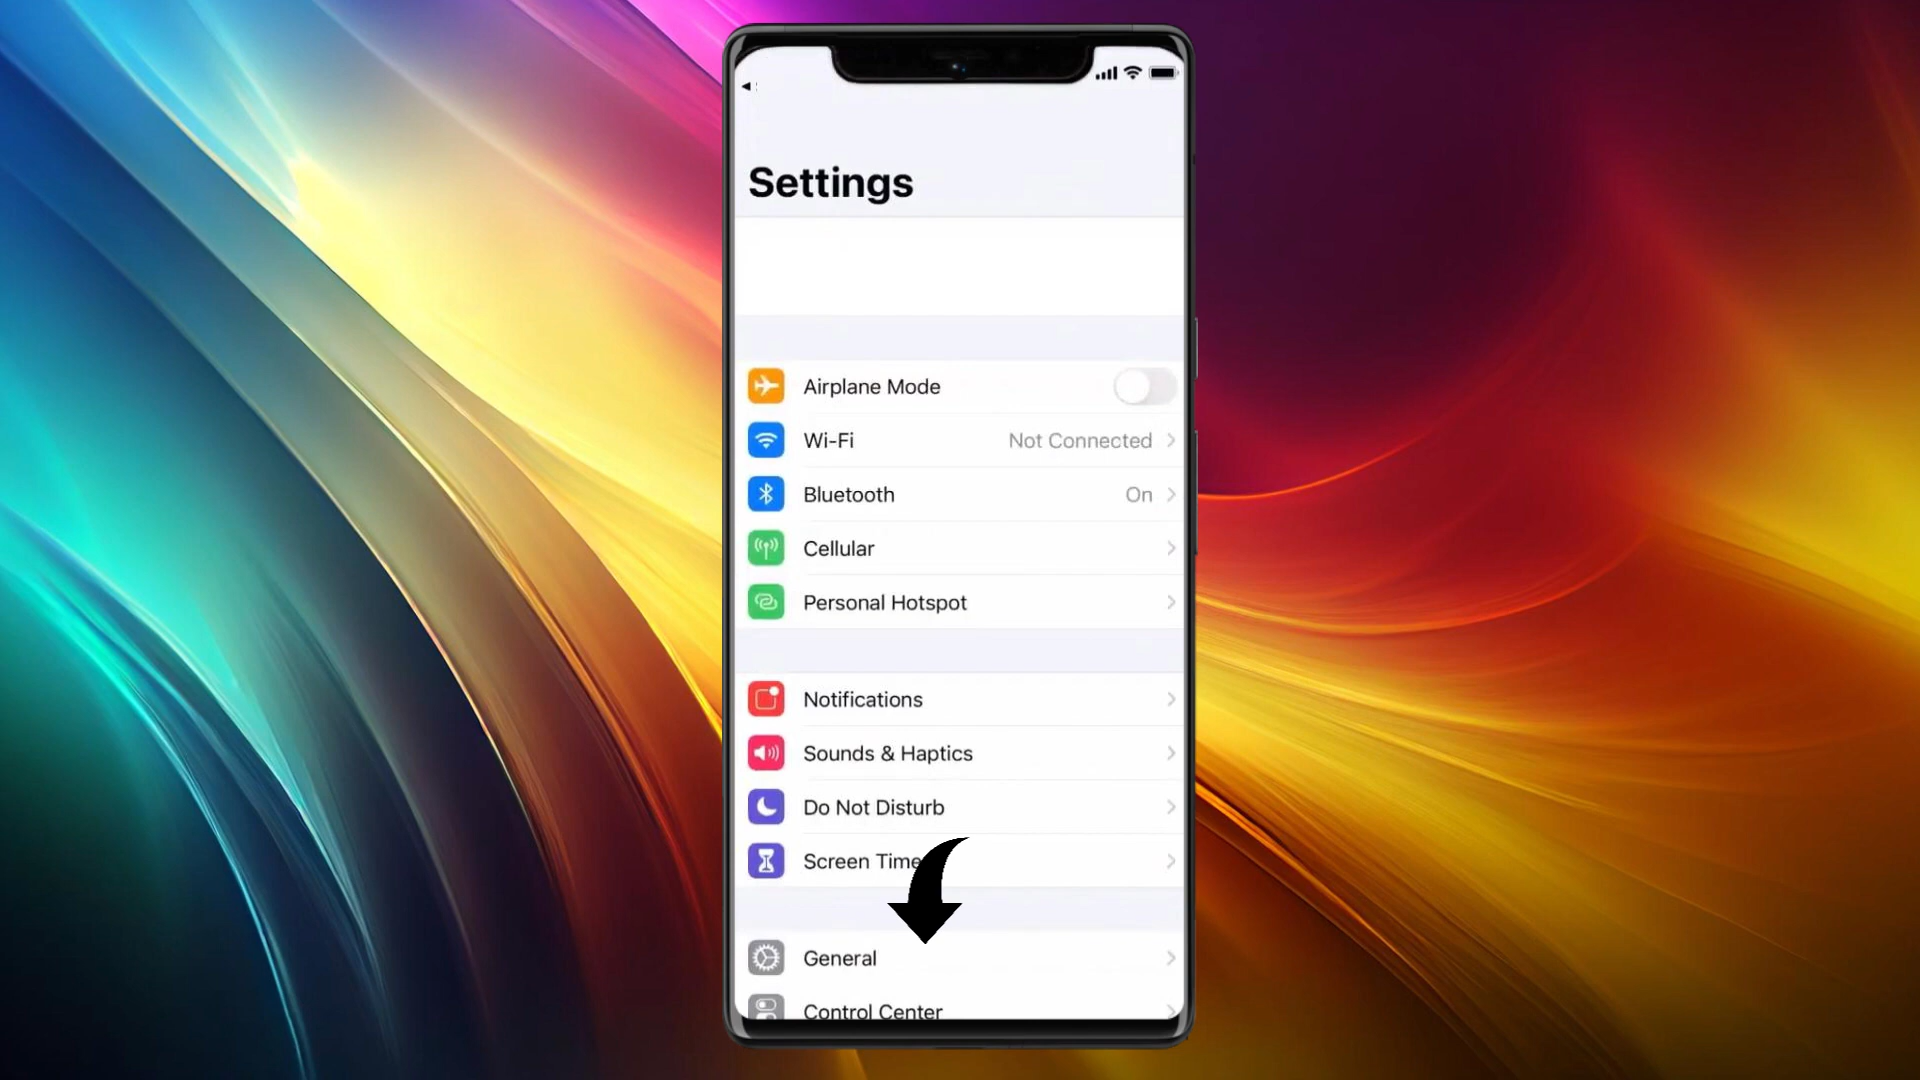 Settings
Airplane Mode
Wi-Fi Not Connected
Bluetooth On
Cellular
Personal Hotspot
Notifications
Sounds & Haptics
Do Not Disturb
Screen Time
General
Control Center